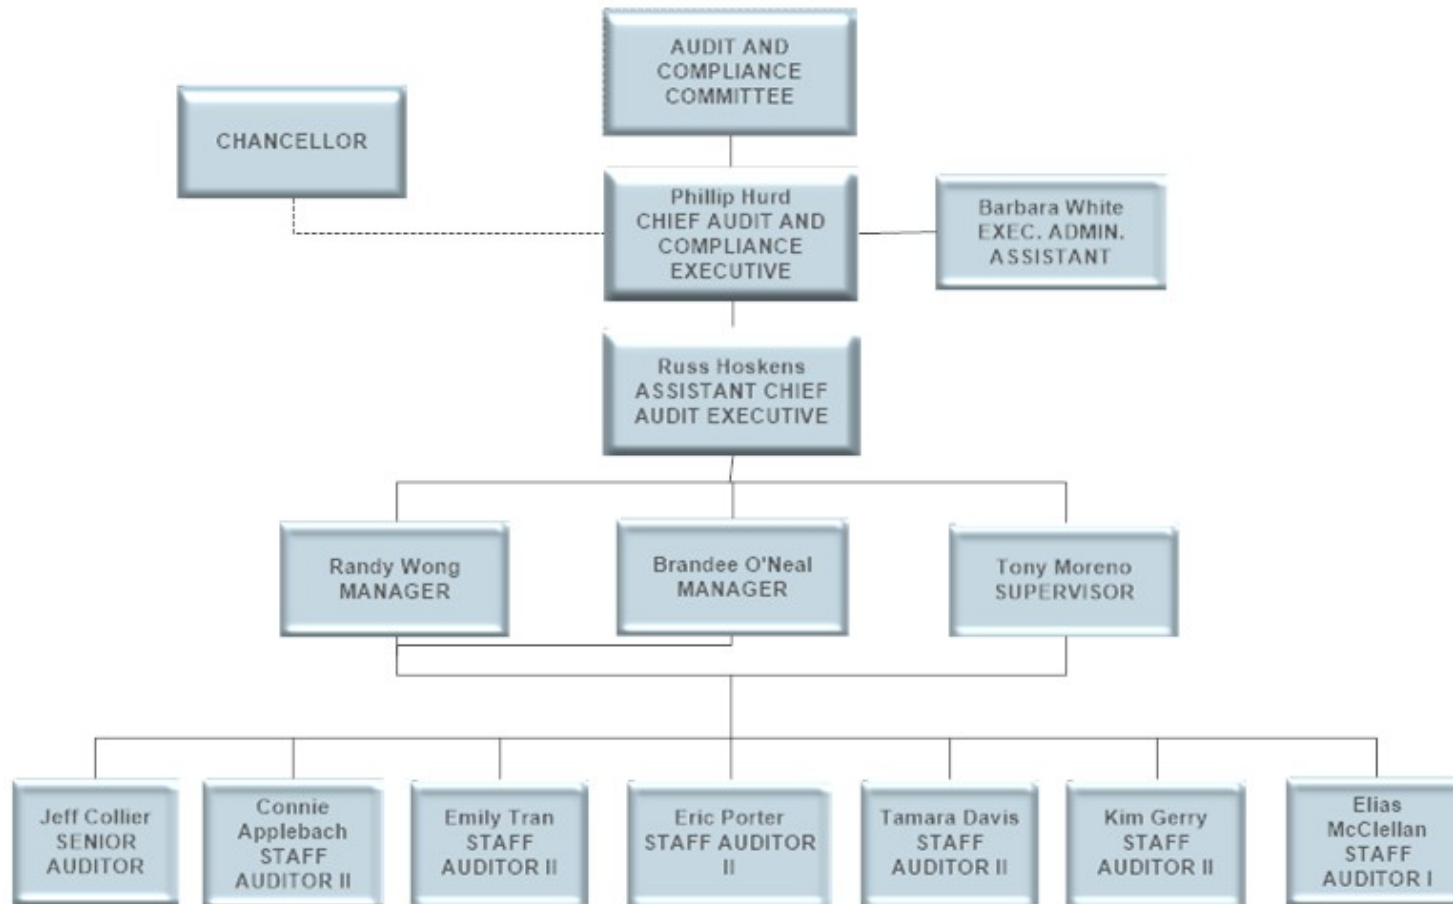 AUDIT AND
COMPLIANCE
COMMITTEE
CHANCELLOR
Phillip Hurd
CHIEF AUDIT AND
COMPLIANCE
EXECUTIVE
Barbara White
EXEC. ADMIN.
ASSISTANT
Russ Hoskens
ASSISTANT CHIEF
AUDIT EXECUTIVE
Randy Wong
MANAGER
Brandee O'Neal
MANAGER
Tony Moreno
SUPERVISOR
Jeff Collier
SENIOR
AUDITOR
Connie
Applebach
STAFF
AUDITOR II
Emily Tran
STAFF
AUDITOR II
Eric Porter
STAFF AUDITOR
II
Tamara Davis
STAFF
AUDITOR II
Kim Gerry
STAFF
AUDITOR II
Elias
McClellan
STAFF
AUDITOR I